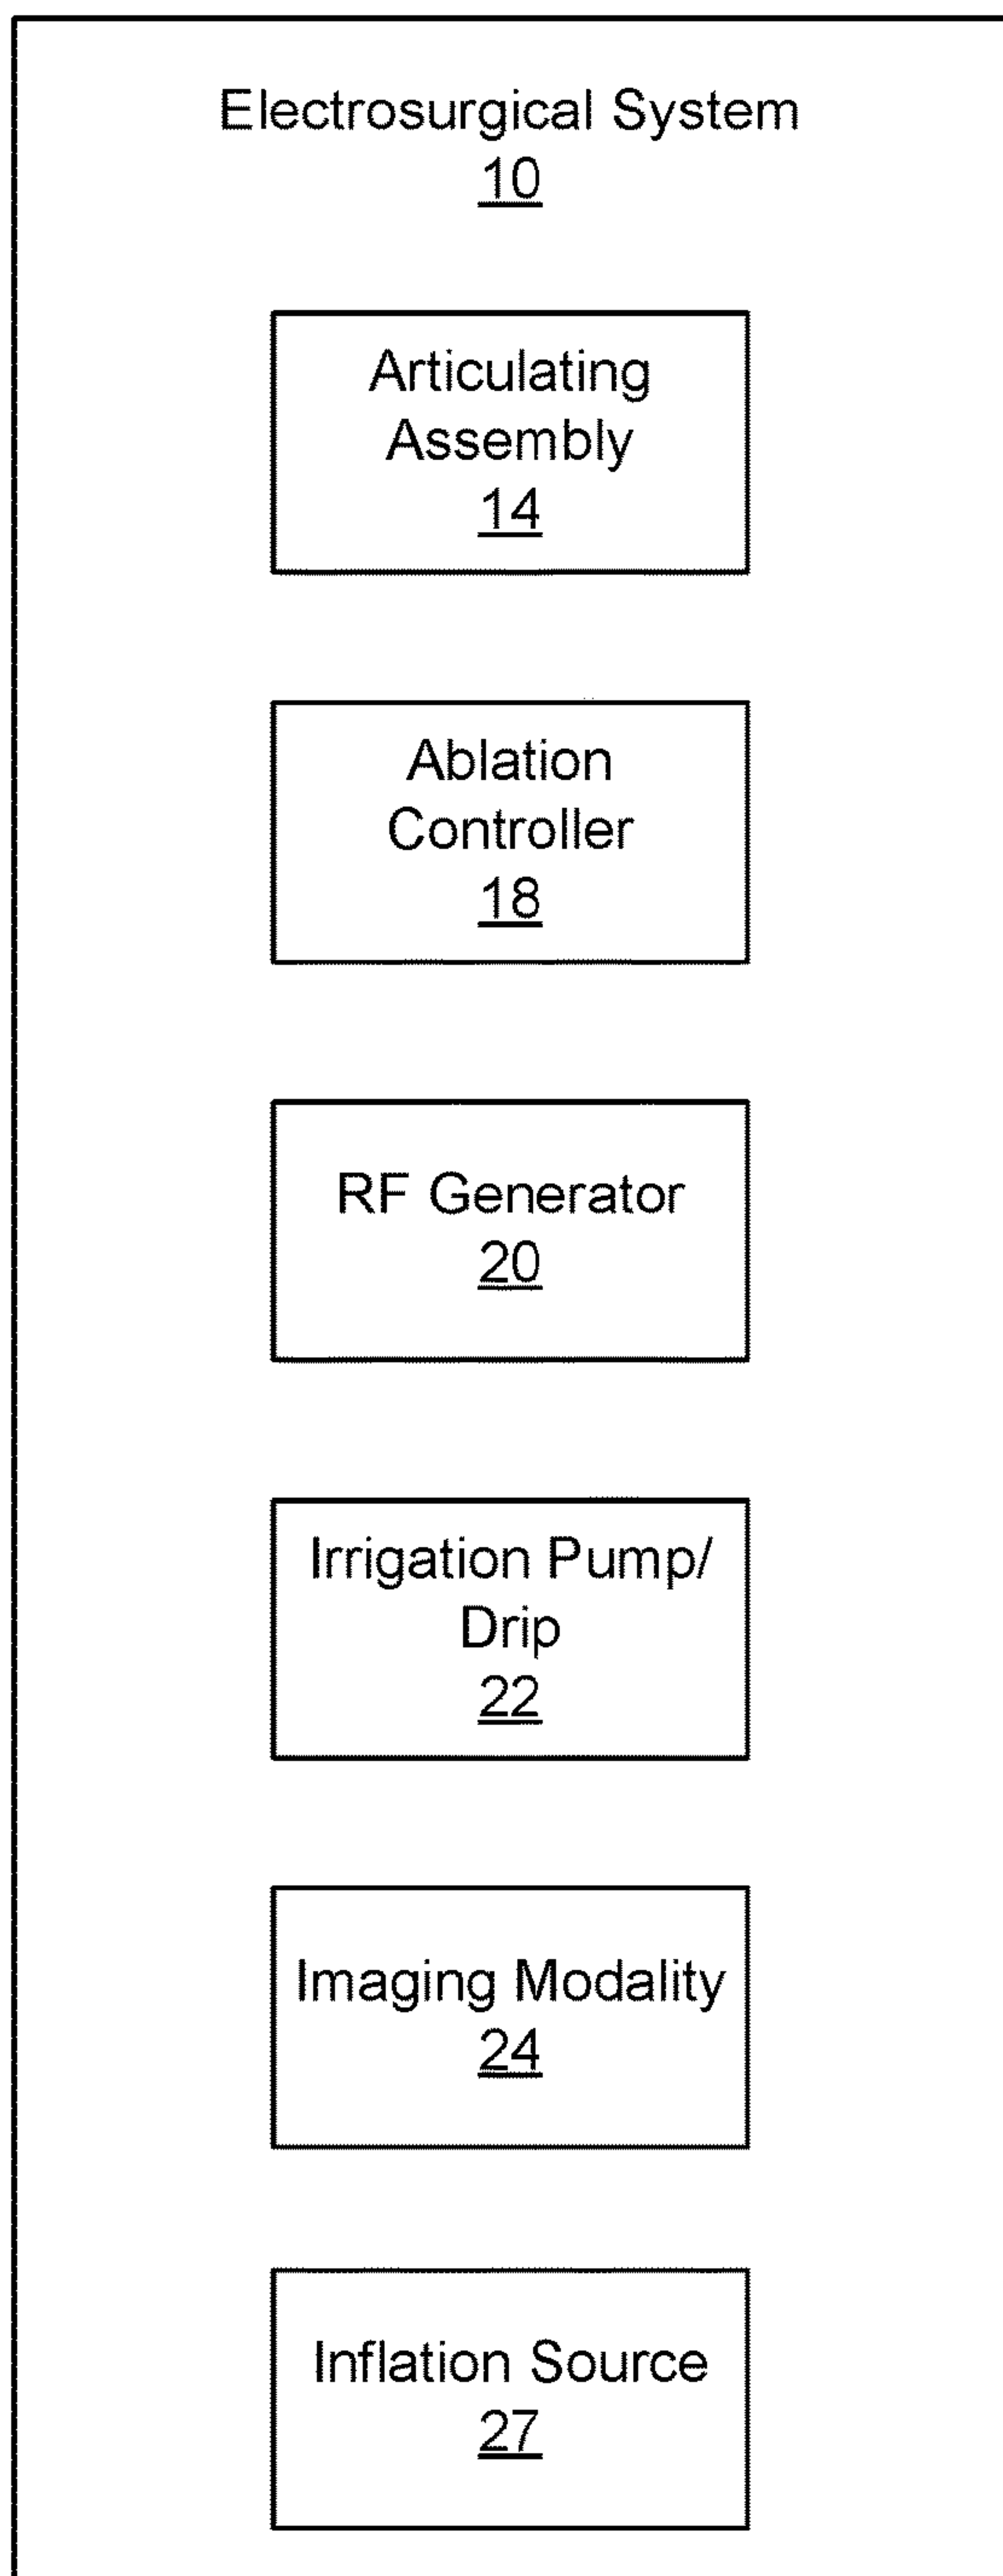 Electrosurgical System
10
Articulating
Assembly
14
Ablation
Controller
18
RF Generator
20
Irrigation Pump/
Drip
22
Imaging Modality
24
Inflation Source
27